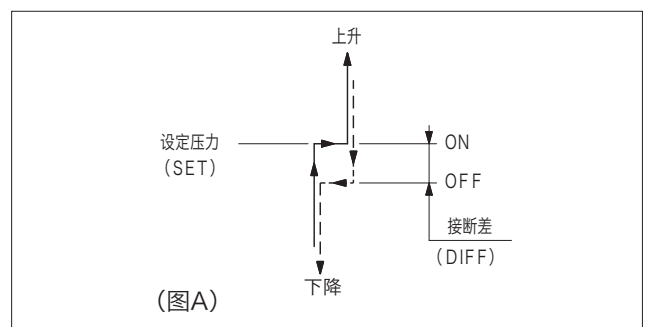 上升
设定压力
(SET)
ON
OFF
接断差
(DIFF)
下降
(图A)